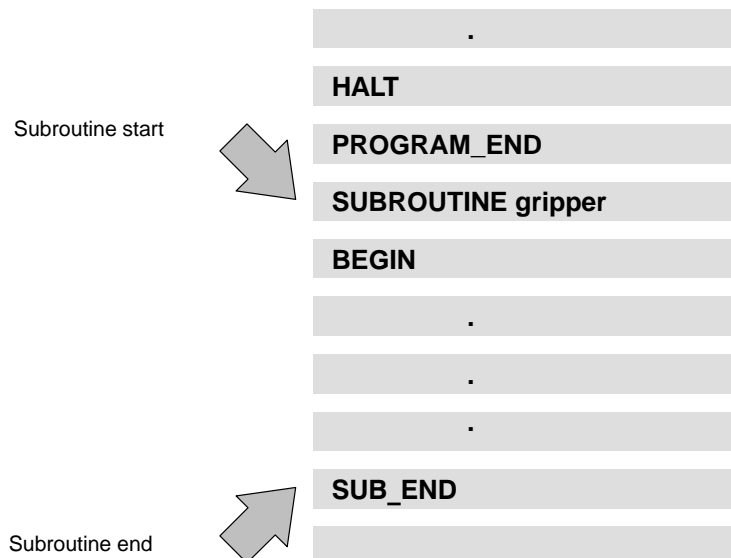 .
HALT
Subroutine start
PROGRAM_END
SUBROUTINE gripper
BEGIN
.
.
.
SUB_END
Subroutine end